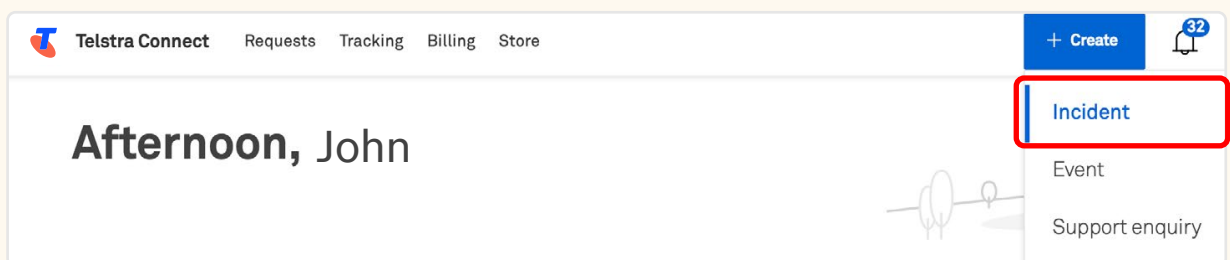 Telstra Connect Requests Tracking Billing Store + Create 32
Incident
Afternoon, John
Event
Support enquiry